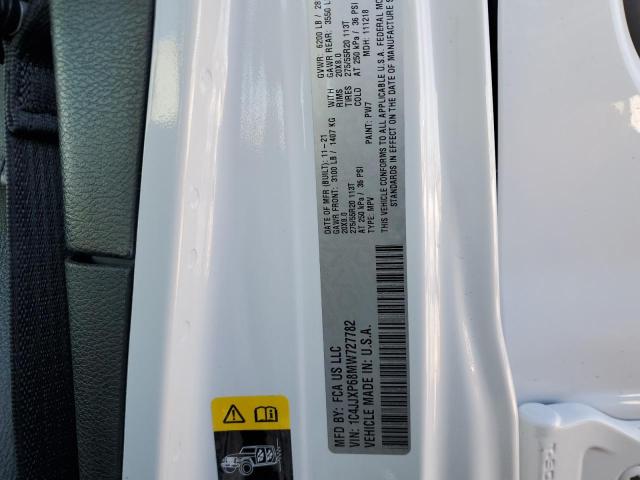 MFD BY: FCA US LLC
VIN: 1C4JJXP68MW727782
VEHICLE MADE IN: U.S.A.
DATE OF MFR (BUILT): 11-21
GAWR FRONT: 3100 LB / 1407 KG
20X8.0
275/55R20 113T
AT 250 kPa / 36 PSI
TYPE: MPV
GVWR: 6200 LB / 28
GAWR REAR: 3550 L
WITH 20X8.0
RIMS 275/55R20 113T
TIRES AT 250 kPa / 36 PSI
COLD
PAINT: PW7 MDH: 111218
THIS VEHICLE CONFORMS TO ALL APPLICABLE U.S.A. FEDERAL MO
STANDARDS IN EFFECT ON THE DATE OF MANUFACTURE S